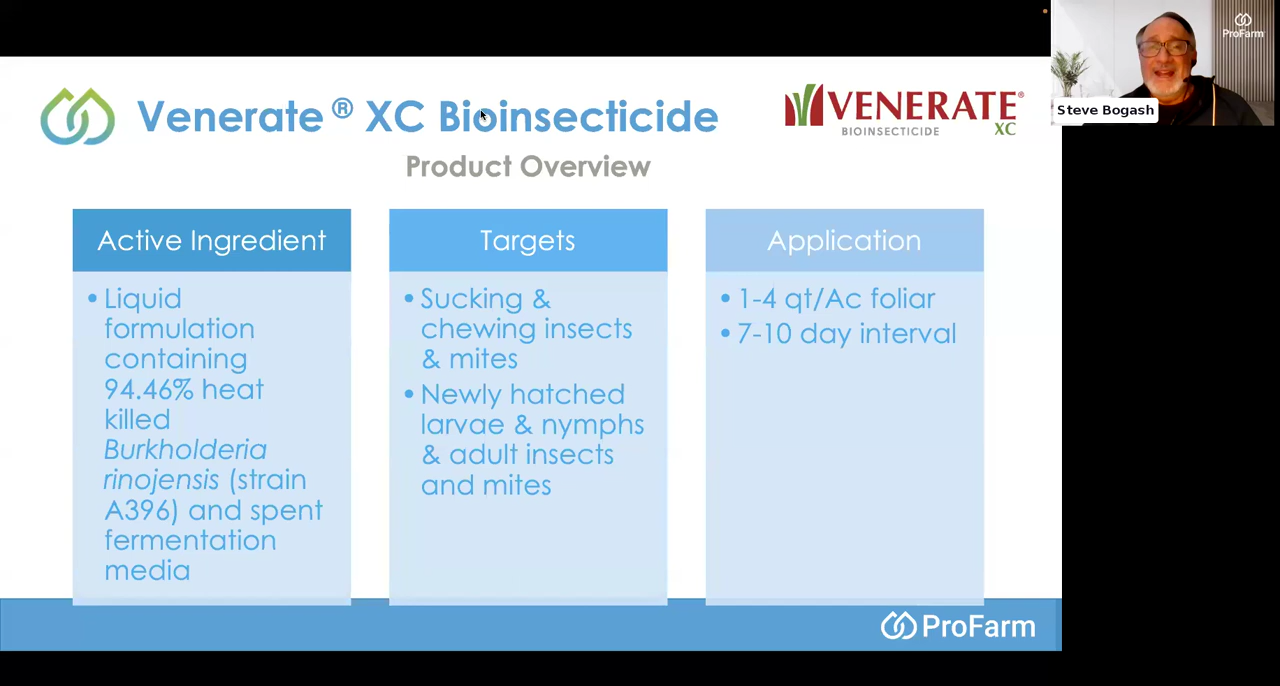 Venerate® XC Bioinsecticide
Product Overview
VENERATE®
BIOINSECTICIDE XC
ProFarm
Steve Bogash
Active Ingredient
• Liquid
formulation
containing
94.46% heat
killed
Burkholderia
rinojensis (strain
A396) and spent
fermentation
media
Targets
• Sucking &
chewing insects
& mites
• Newly hatched
larvae & nymphs
& adult insects
and mites
Application
• 1-4 qt/Ac foliar
• 7-10 day interval
ProFarm